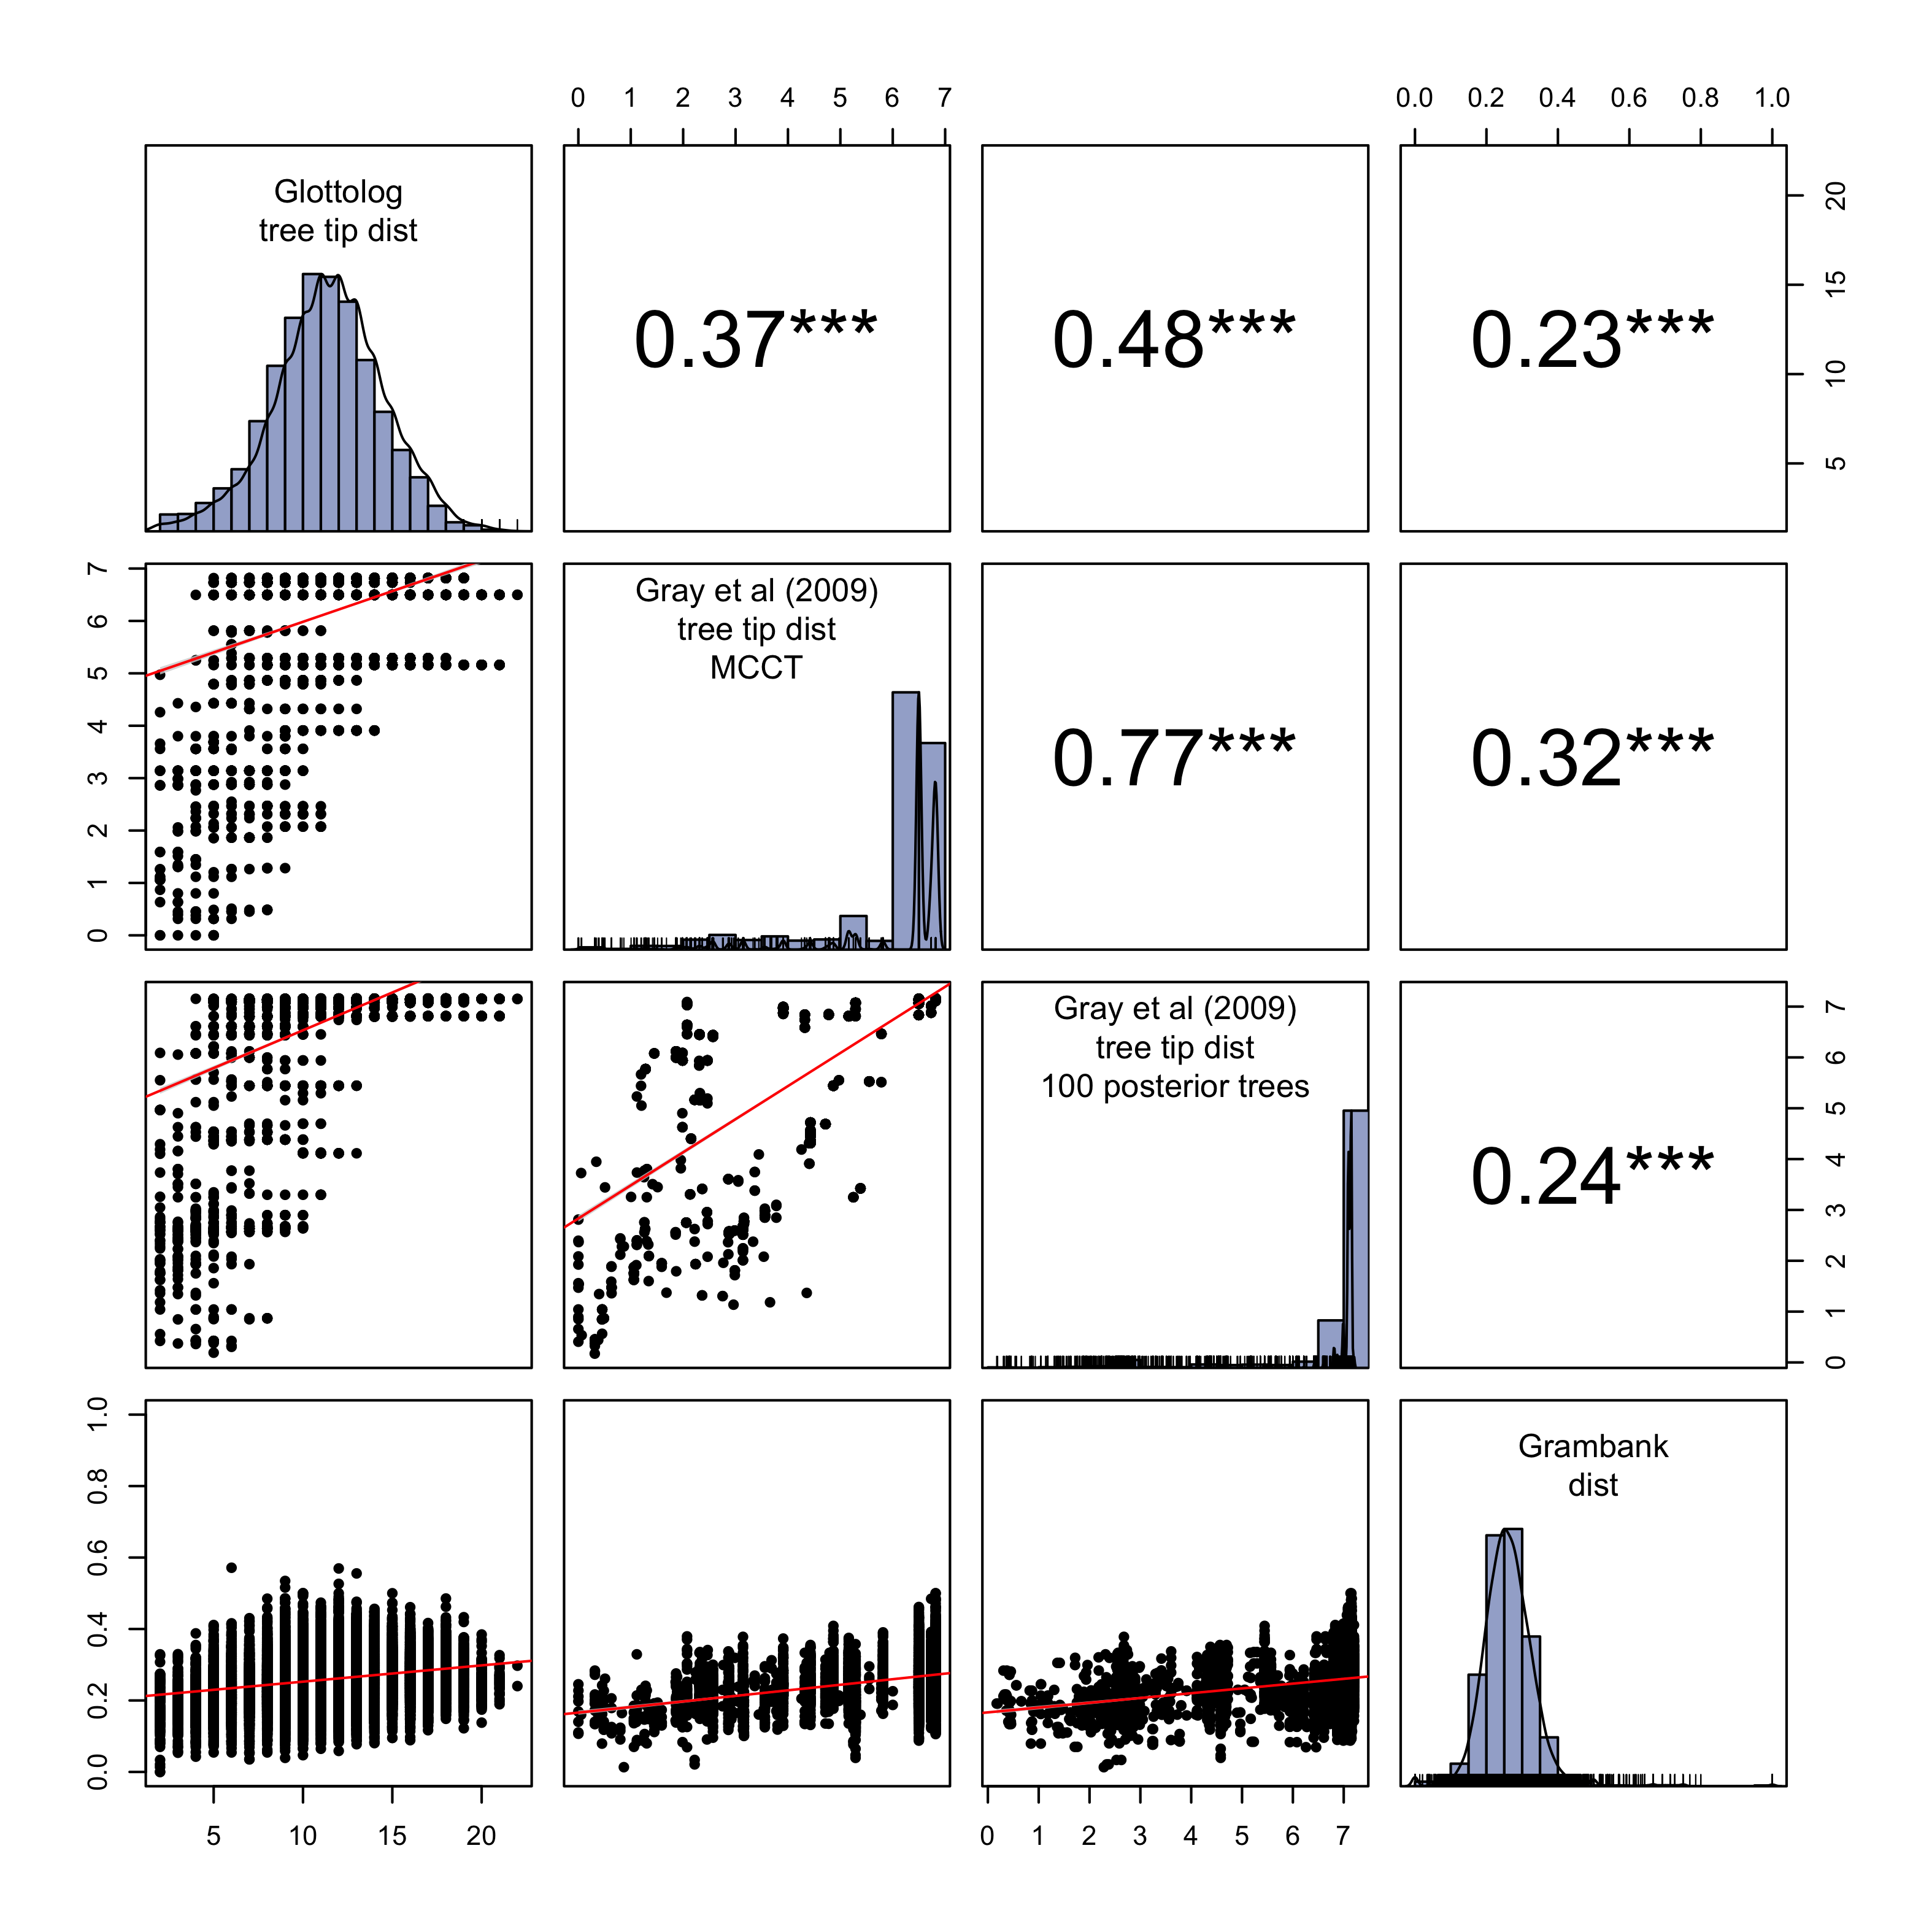 0 1 2 3 4 5 6 7
0.0 0.2 0.4 0.6 0.8 1.0
Glottolog
tree tip dist
0.37***
0.48***
0.23***
5 10 15 20
0 1 2 3 4 5 6 7
Gray et al (2009)
tree tip dist
MCCT
0.77***
0.32***
Gray et al (2009)
tree tip dist
100 posterior trees
0.24***
0 1 2 3 4 5 6 7
0.0 0.2 0.4 0.6 0.8 1.0
Grambank
dist
5 10 15 20
0 1 2 3 4 5 6 7